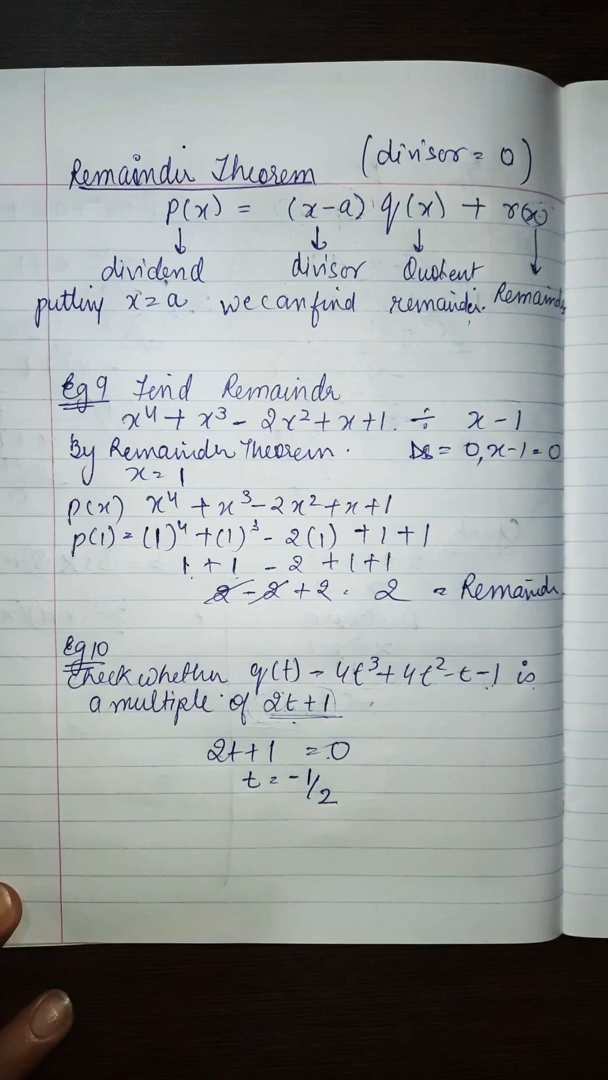 Remainder Theorem (divisor = 0)
p(x) = (x-a) q(x) + r(x)
↓ ↓ ↓ ↓
dividend divisor Quotient
putting x = a we can find remainder. Remainder
Eg 9 Find Remainder
x⁴ + x³ - 2x² + x + 1. ÷ x - 1
By Remainder Theorem. = 0, x-1 = 0
x = 1
p(x) x⁴ + x³ - 2x² + x + 1
p(1) = (1)⁴ + (1)³ - 2(1) + 1 + 1
1 + 1 - 2 + 1 + 1
2 - 2 + 2 . 2 = Remainder
Eg 10
Check whether q(t) = 4t³ + 4t² - t - 1 is
a multiple of 2t+1
2t+1 = 0
t = -1/2